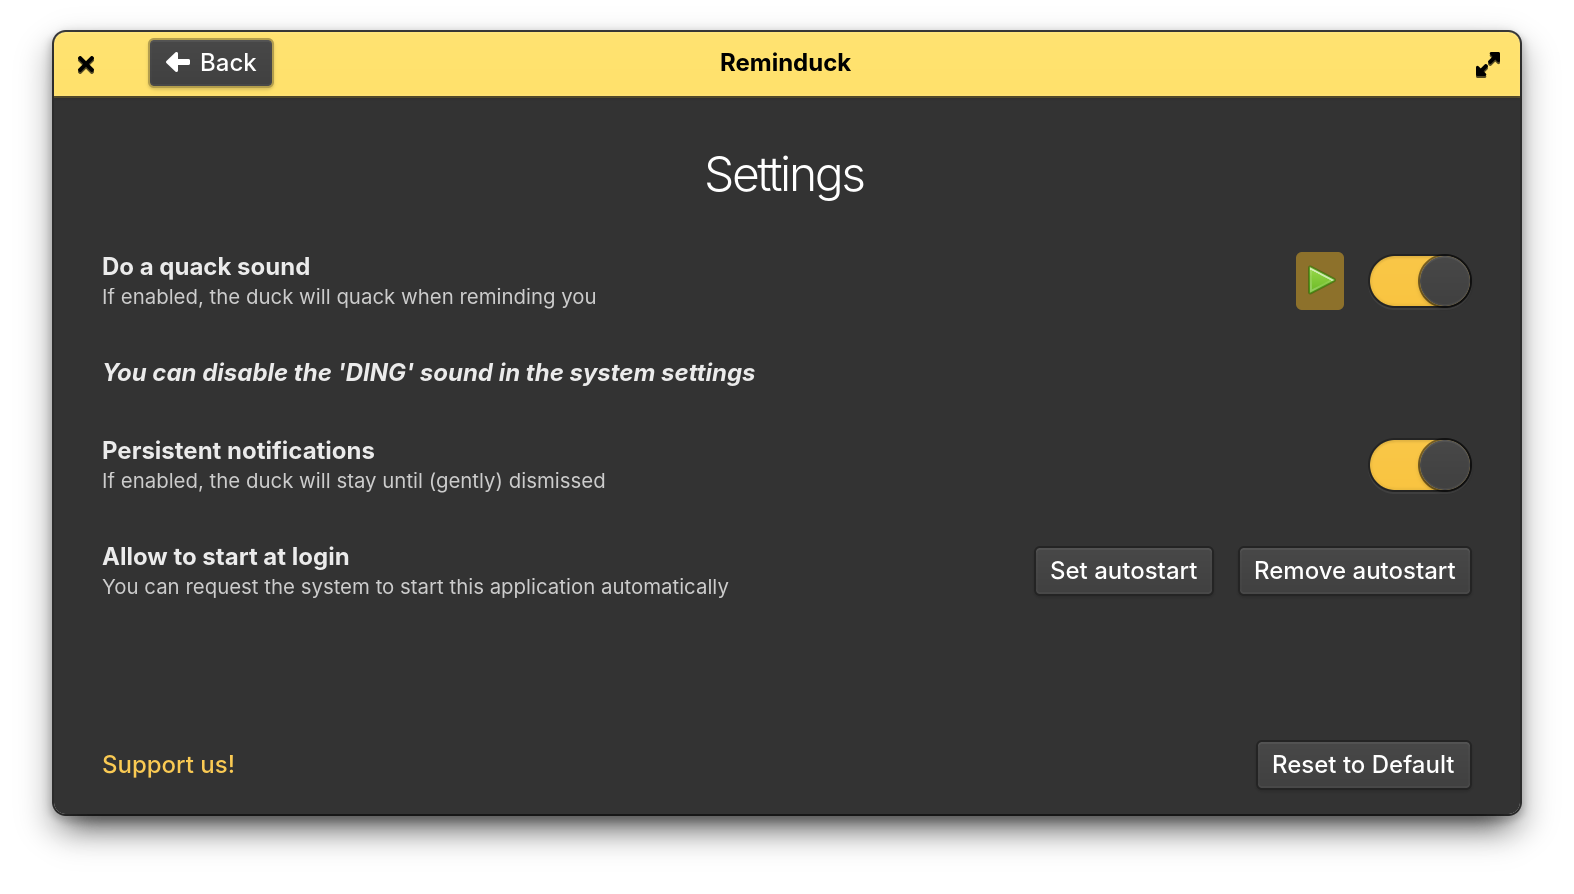 Back
Reminduck
Settings
Do a quack sound
If enabled, the duck will quack when reminding you
You can disable the 'DING' sound in the system settings
Persistent notifications
If enabled, the duck will stay until (gently) dismissed
Allow to start at login
You can request the system to start this application automatically
Set autostart
Remove autostart
Support us!
Reset to Default